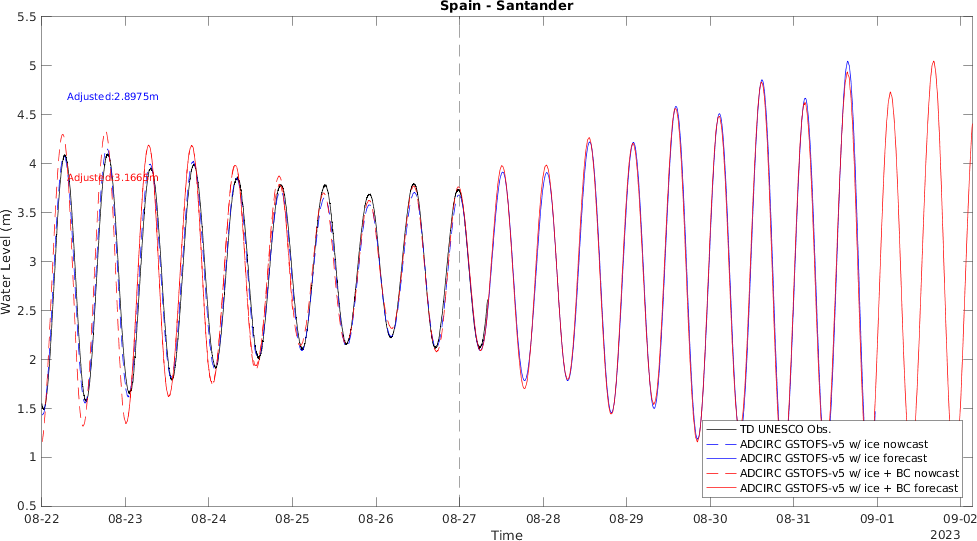 Spain - Santander
5.5
5
4.5
4
3.5
3
2.5
2
1.5
1
0.5
Water Level (m)
Adjusted:2.8975m
Adjusted:3.1665m
TD UNESCO Obs.
ADCIRC GSTOFS-v5 w/ ice nowcast
ADCIRC GSTOFS-v5 w/ ice forecast
ADCIRC GSTOFS-v5 w/ ice + BC nowcast
ADCIRC GSTOFS-v5 w/ ice + BC forecast
08-22 08-23 08-24 08-25 08-26 08-27 08-28 08-29 08-30 08-31 09-01 09-02
Time
2023